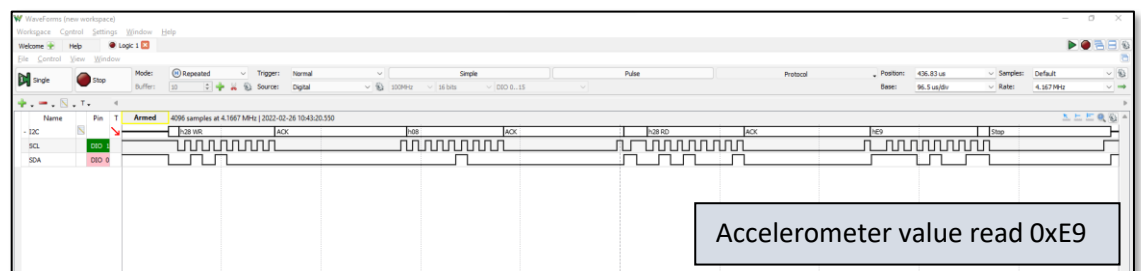 WaveForms (new workspace)
Workspace Control Settings Window Help
Welcome Help Logic 1
File Control View Window
Single Stop Mode: Repeated Trigger: Normal Simple Pulse Protocol Position: 436.83 us Samples: Default
Buffer: 10 Source: Digital 100MHz 16 bits DIO 0...15 Base: 96.5 us/div Rate: 4.167 MHz
Name Pin T Armed 4096 samples at 4.1667 MHz | 2022-02-26 10:43:20.550
I2C h28 WR ACK h08 ACK h28 RD ACK hE9 Stop
SCL DIO 1
SDA DIO 0
Accelerometer value read 0xE9